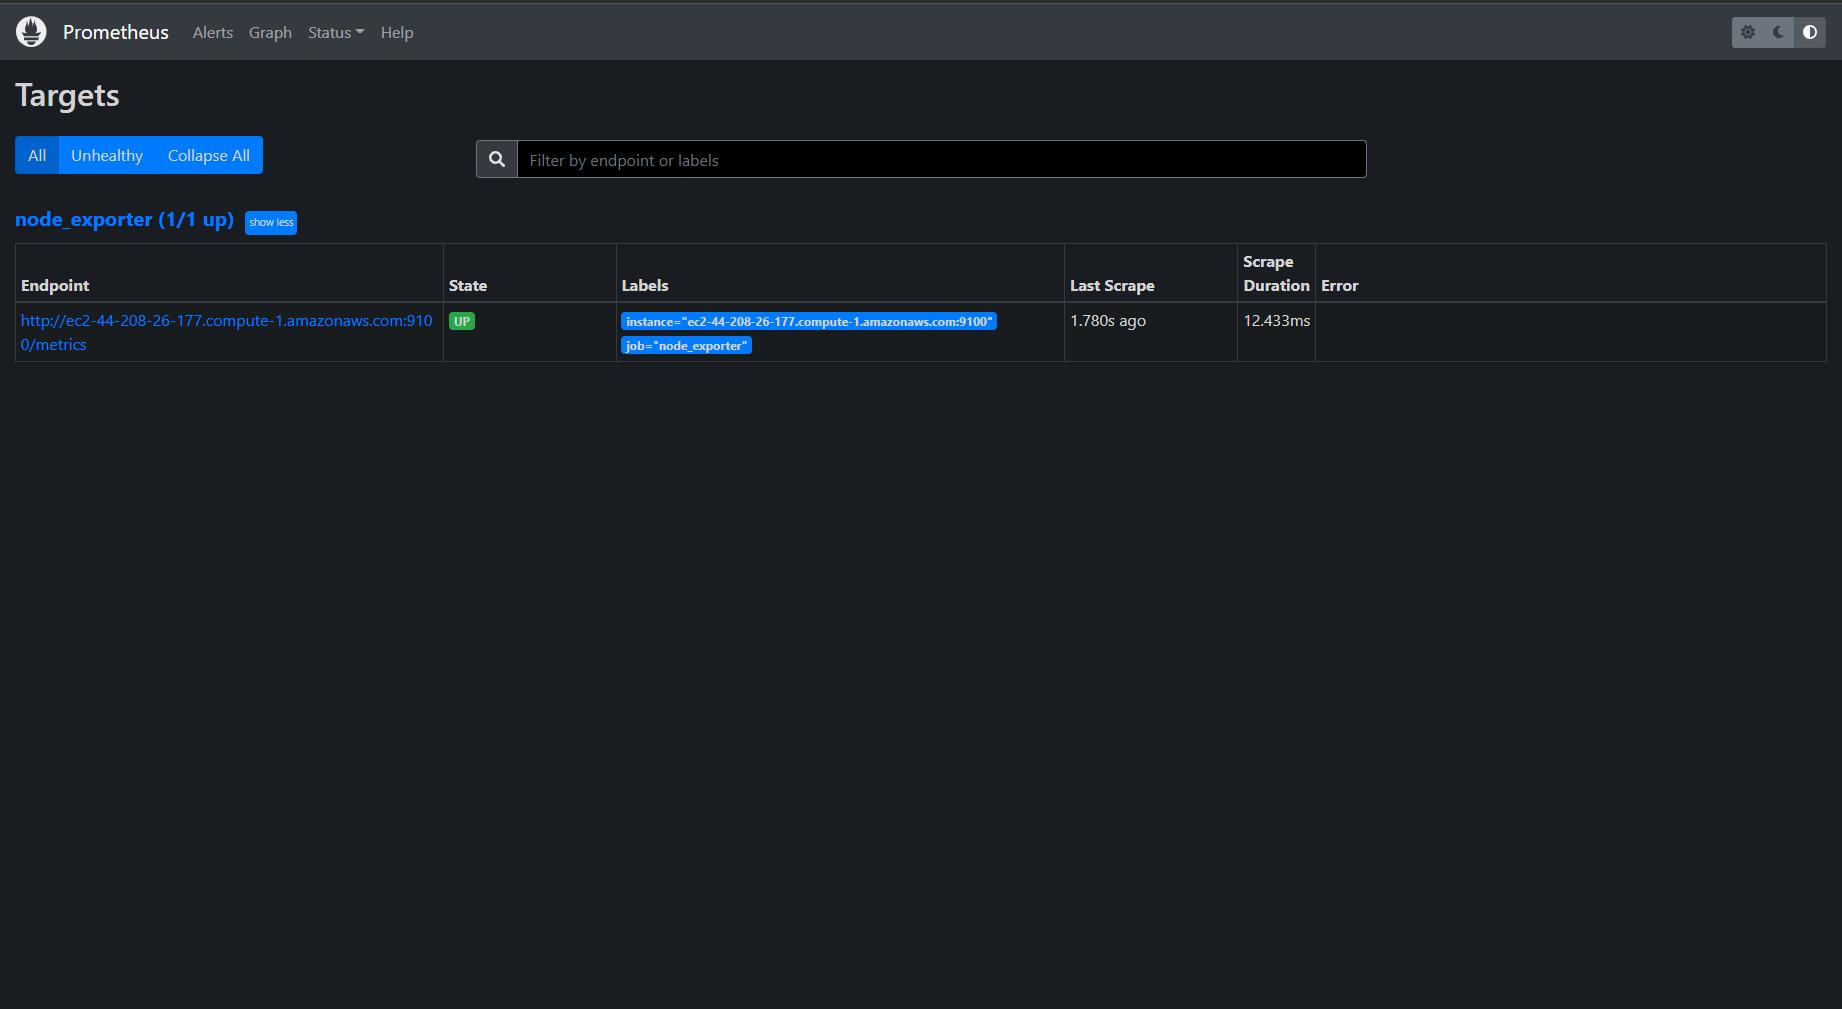 Prometheus Alerts Graph Status Help
Targets
All Unhealthy Collapse All
Filter by endpoint or labels
node_exporter (1/1 up) show less
Endpoint State Labels Last Scrape Scrape Duration Error
http://ec2-44-208-26-177.compute-1.amazonaws.com:910
0/metrics
UP
instance="ec2-44-208-26-177.compute-1.amazonaws.com:9100"
job="node_exporter"
1.780s ago
12.433ms